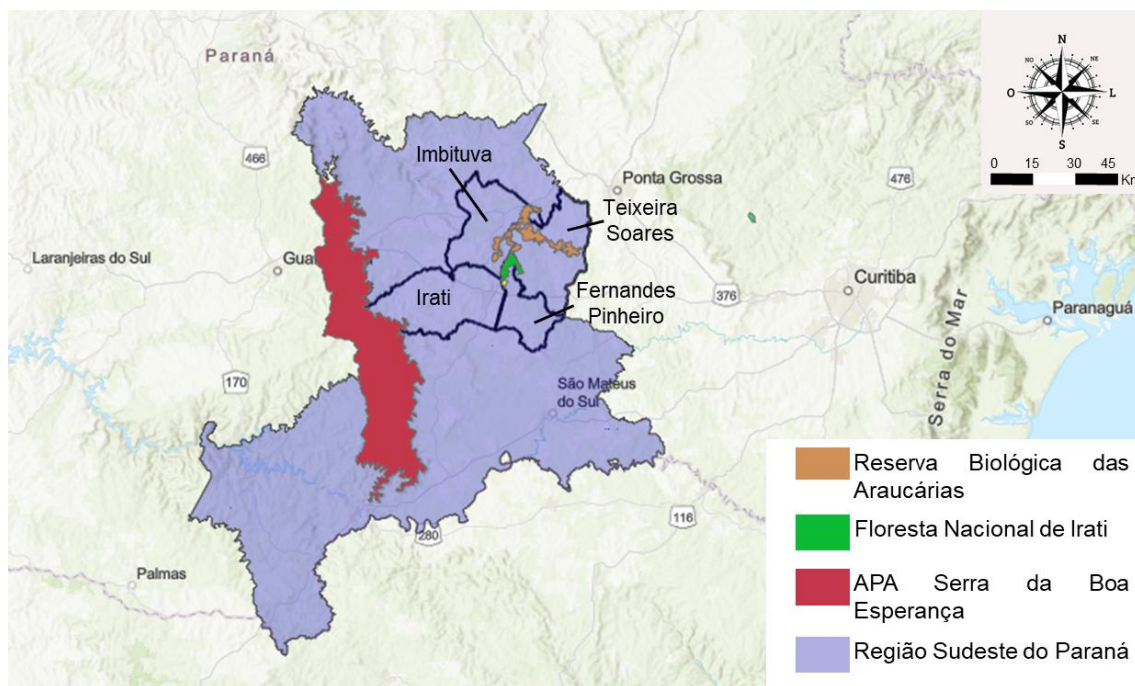 Paraná
N
NO
NE
O
L
SO
SE
S
0 15 30 45
Km
466
Imbituva
Ponta Grossa
476
Teixeira
Soares
Laranjeiras do Sul
Gua
Irati
Fernandes
Pinheiro
376
Curitiba
Paranaguá
Serra do Mar
170
São Mateus
do Sul
116
280
Palmas
Reserva Biológica das
Araucárias
Floresta Nacional de Irati
APA Serra da Boa
Esperança
Região Sudeste do Paraná